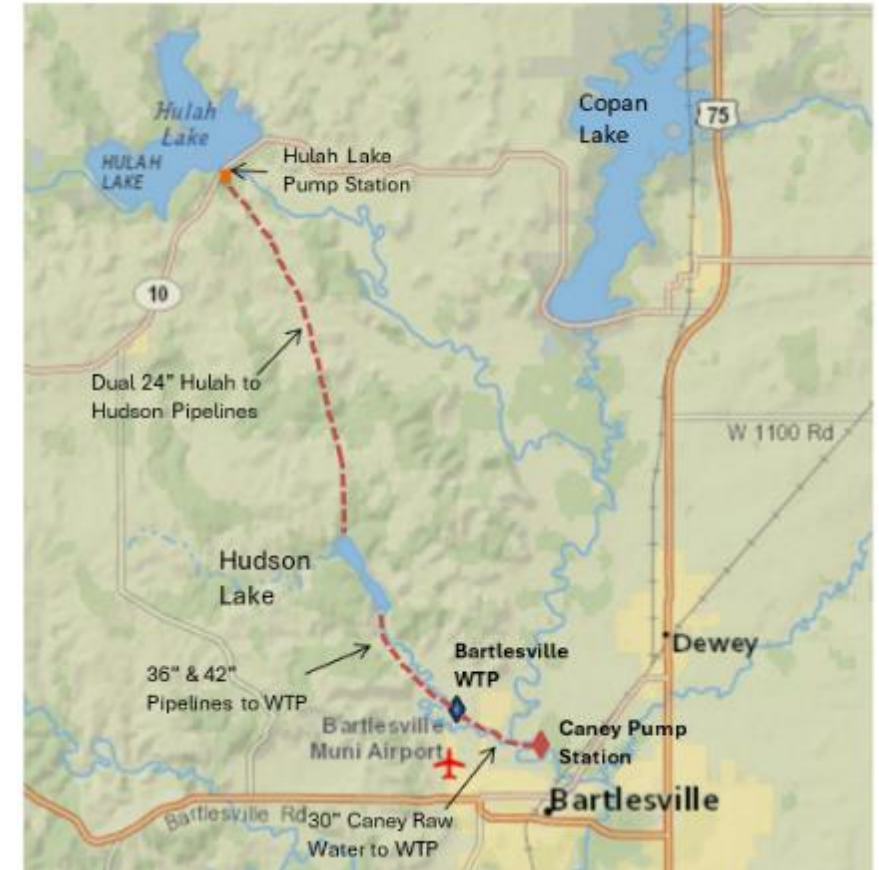 Hulah
Lake
HULAH
LAKE
Copan
Lake
75
Hulah Lake
Pump Station
10
Dual 24" Hulah to
Hudson Pipelines
W 1100 Rd
Hudson
Lake
Dewey
Bartlesville
WTP
36" & 42"
Pipelines to WTP
Bartlesville
Muni Airport
Caney Pump
Station
Bartlesville
Bartlesville Rd
30" Caney Raw
Water to WTP